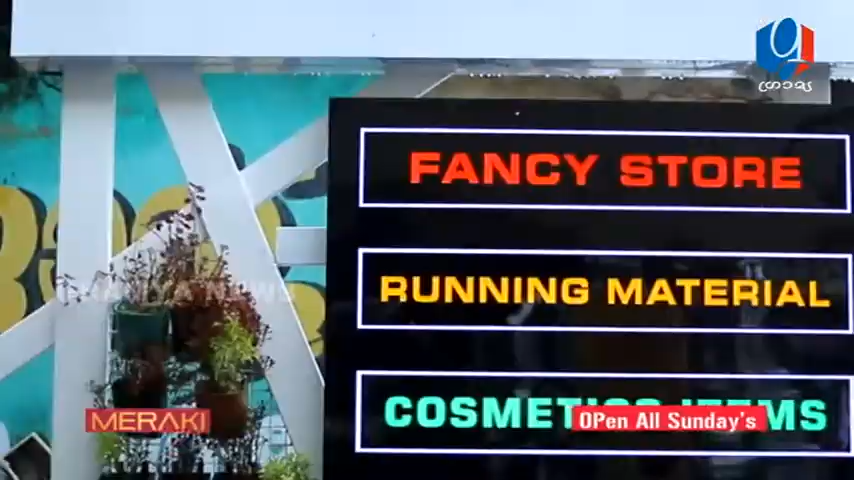 FANCY STORE
RUNNING MATERIAL
COSMETICS ITEMS
MERAKI
OPen All Sunday's